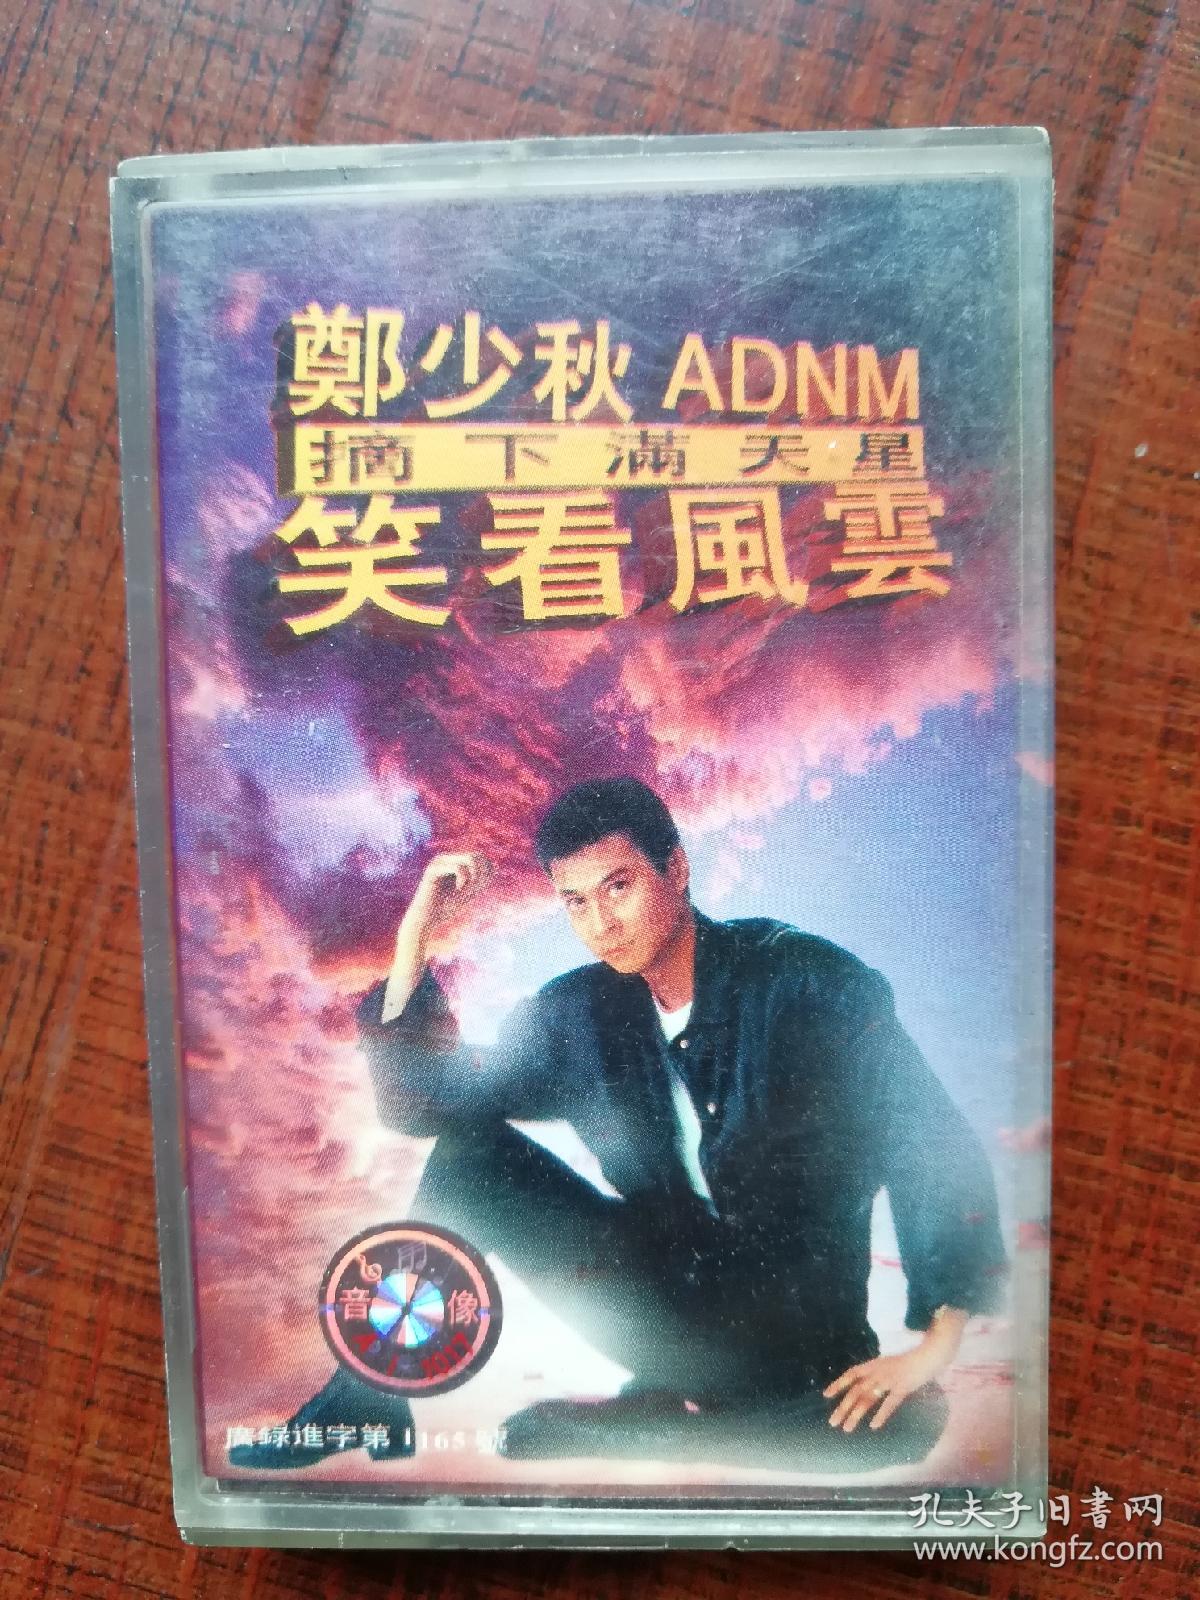 鄭少秋 ADNM
摘下滿天星
笑看風雲
音像
廣録進字第1165號
孔夫子旧书网
www.kongfz.com